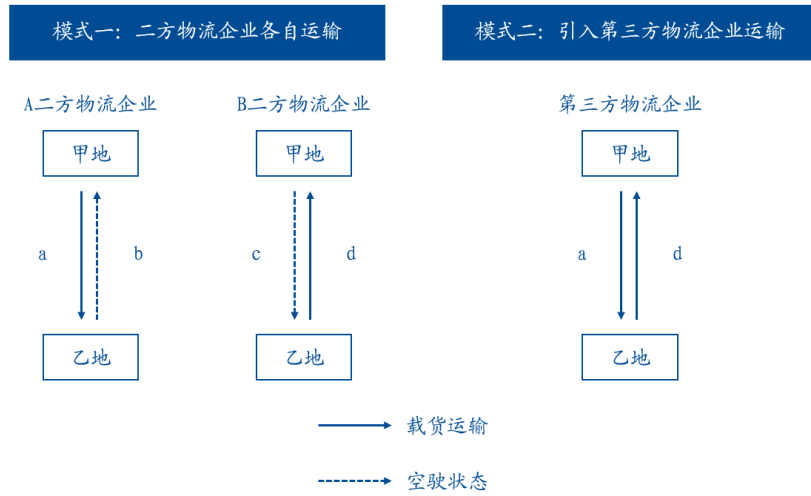 模式一：二方物流企业各自运输
模式二：引入第三方物流企业运输
A二方物流企业
B二方物流企业
第三方物流企业
甲地
甲地
甲地
a
b
c
d
a
d
乙地
乙地
乙地
载货运输
空驶状态